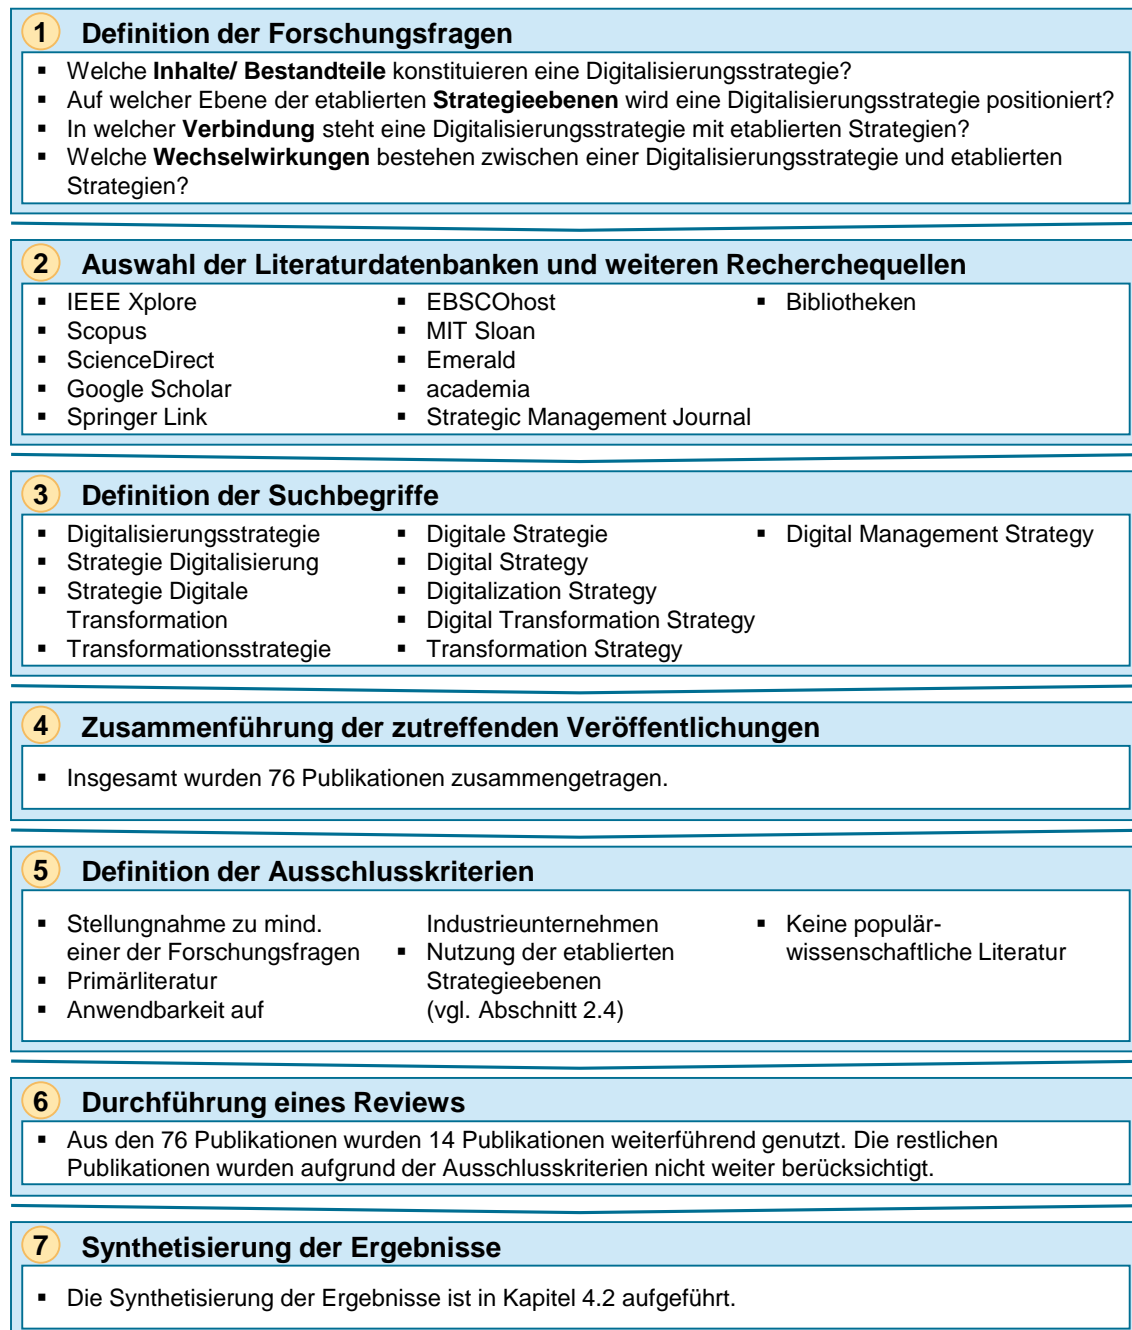 1 Definition der Forschungsfragen
▪ Welche Inhalte/ Bestandteile konstituieren eine Digitalisierungsstrategie?
▪ Auf welcher Ebene der etablierten Strategieebenen wird eine Digitalisierungsstrategie positioniert?
▪ In welcher Verbindung steht eine Digitalisierungsstrategie mit etablierten Strategien?
▪ Welche Wechselwirkungen bestehen zwischen einer Digitalisierungsstrategie und etablierten
Strategien?
2 Auswahl der Literaturdatenbanken und weiteren Recherchequellen
▪ IEEE Xplore
▪ Scopus
▪ ScienceDirect
▪ Google Scholar
▪ Springer Link
▪ EBSCOhost
▪ MIT Sloan
▪ Emerald
▪ academia
▪ Strategic Management Journal
▪ Bibliotheken
3 Definition der Suchbegriffe
▪ Digitalisierungsstrategie
▪ Strategie Digitalisierung
▪ Strategie Digitale
Transformation
▪ Transformationsstrategie
▪ Digitale Strategie
▪ Digital Strategy
▪ Digitalization Strategy
▪ Digital Transformation Strategy
▪ Transformation Strategy
▪ Digital Management Strategy
4 Zusammenführung der zutreffenden Veröffentlichungen
▪ Insgesamt wurden 76 Publikationen zusammengetragen.
5 Definition der Ausschlusskriterien
▪ Stellungnahme zu mind.
einer der Forschungsfragen
▪ Primärliteratur
▪ Anwendbarkeit auf
Industrieunternehmen
▪ Nutzung der etablierten
Strategieebenen
(vgl. Abschnitt 2.4)
▪ Keine populär-
wissenschaftliche Literatur
6 Durchführung eines Reviews
▪ Aus den 76 Publikationen wurden 14 Publikationen weiterführend genutzt. Die restlichen
Publikationen wurden aufgrund der Ausschlusskriterien nicht weiter berücksichtigt.
7 Synthetisierung der Ergebnisse
▪ Die Synthetisierung der Ergebnisse ist in Kapitel 4.2 aufgeführt.